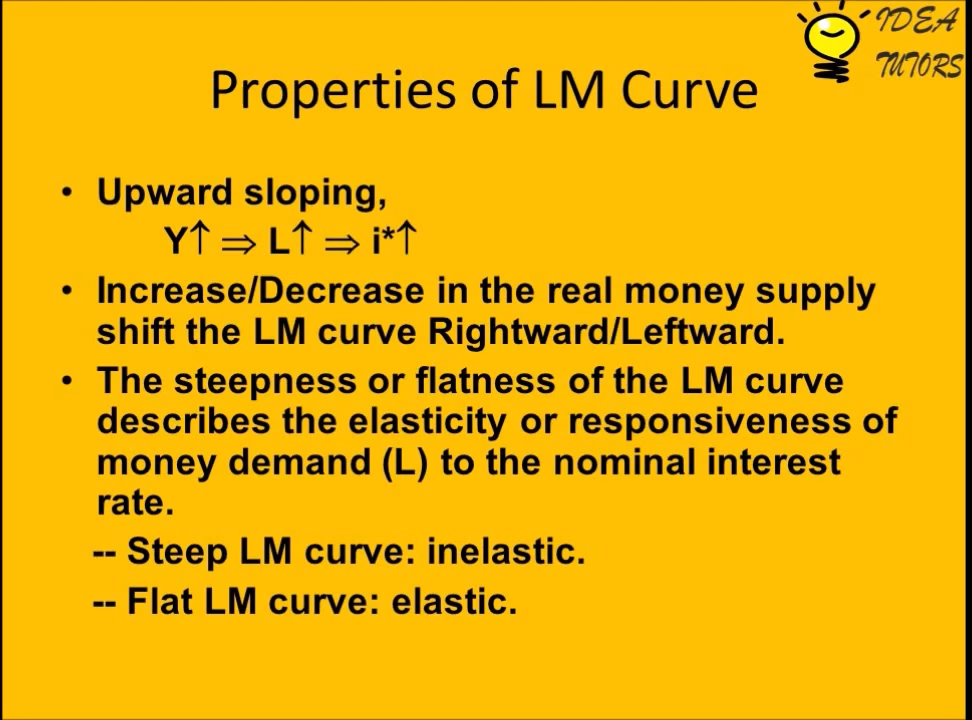 IDEA
TUTORS
Properties of LM Curve
• Upward sloping,
Y↑ ⇒ L↑ ⇒ i*↑
• Increase/Decrease in the real money supply
shift the LM curve Rightward/Leftward.
• The steepness or flatness of the LM curve
describes the elasticity or responsiveness of
money demand (L) to the nominal interest
rate.
-- Steep LM curve: inelastic.
-- Flat LM curve: elastic.